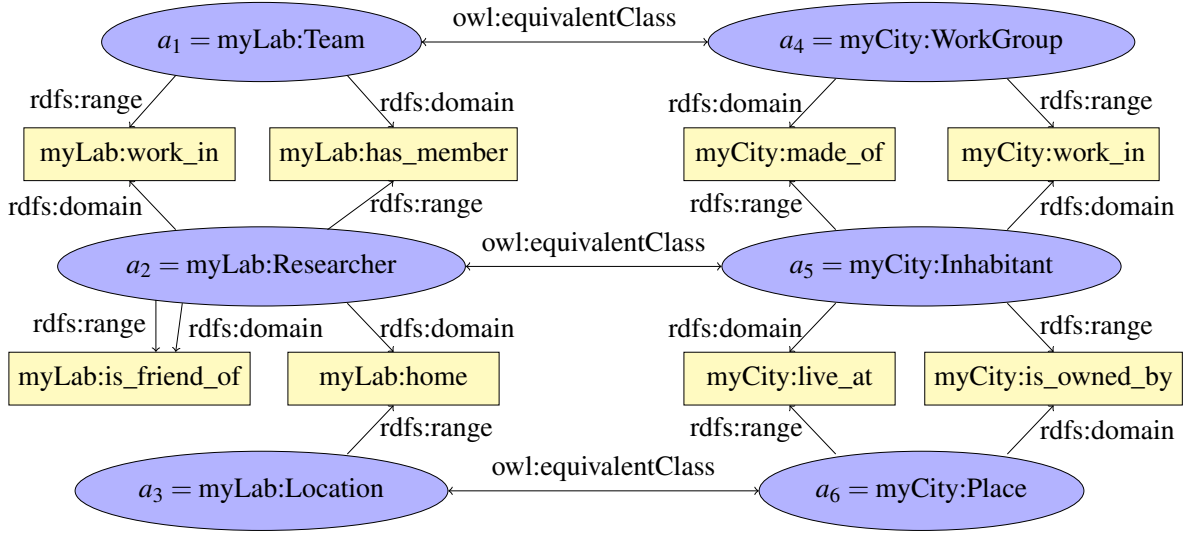 owl:equivalentClass
a1 = myLab:Team
a4 = myCity:WorkGroup
rdfs:range
rdfs:domain
rdfs:domain
rdfs:range
myLab:work_in
myLab:has_member
myCity:made_of
myCity:work_in
rdfs:domain
rdfs:range
rdfs:range
rdfs:domain
owl:equivalentClass
a2 = myLab:Researcher
a5 = myCity:Inhabitant
rdfs:range
rdfs:domain
rdfs:domain
rdfs:domain
rdfs:range
myLab:is_friend_of
myLab:home
myCity:live_at
myCity:is_owned_by
rdfs:range
rdfs:range
rdfs:domain
owl:equivalentClass
a3 = myLab:Location
a6 = myCity:Place